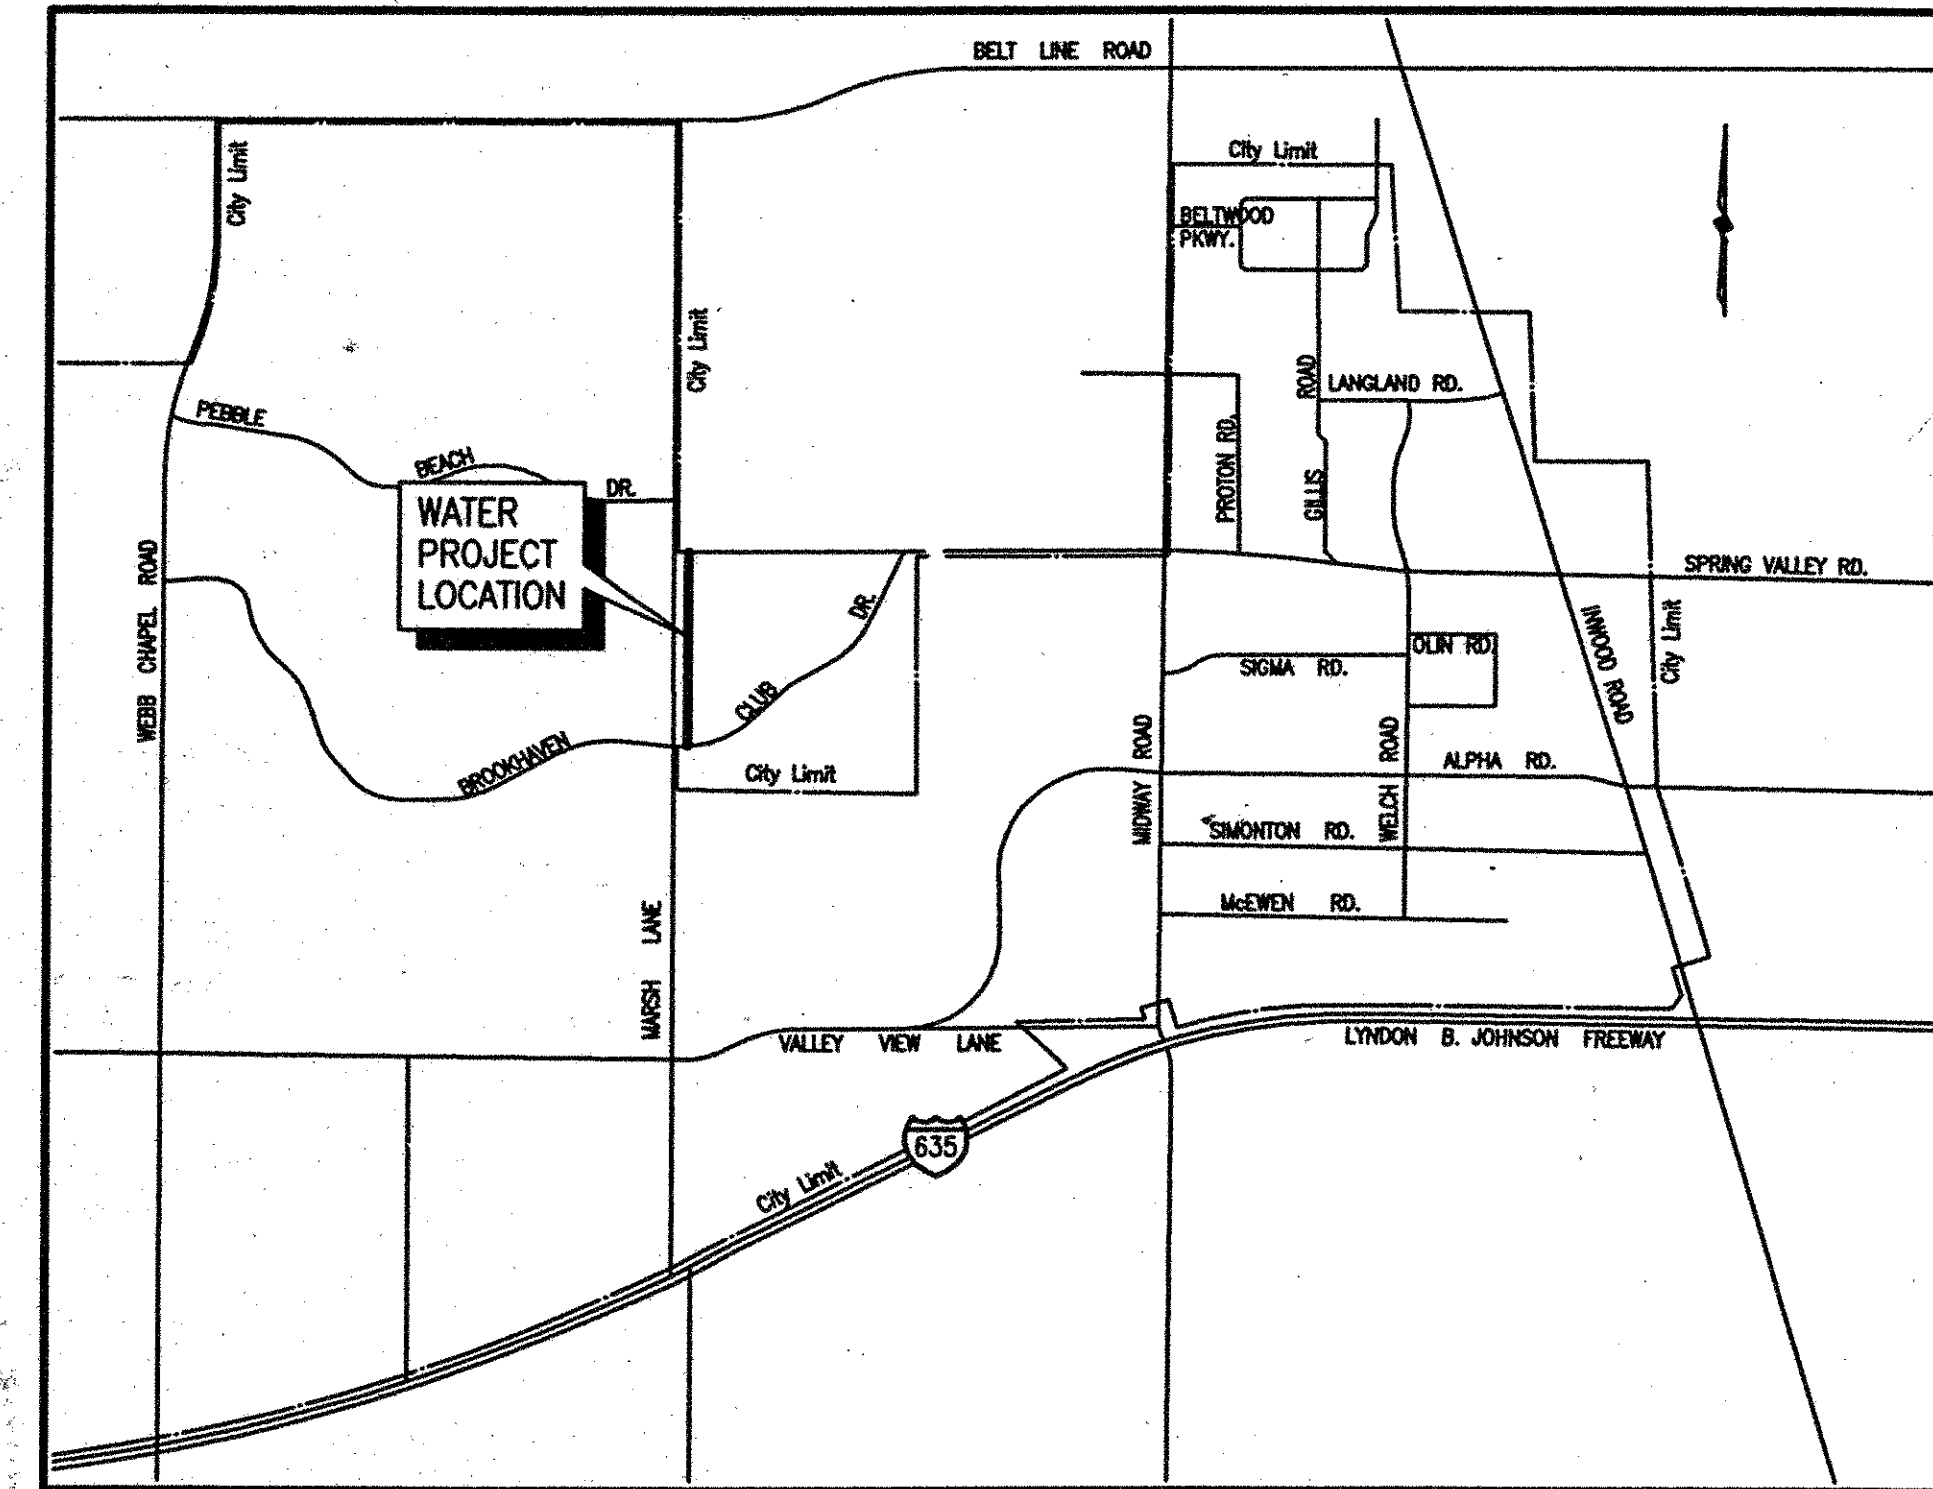 BELT LINE ROAD
City Limit
City Limit
BELTWOOD
PKWY.
City Limit
ROAD
LANGLAND RD.
PEBBLE
BEACH
DR.
PROTON RD.
GILLIS
WATER
PROJECT
LOCATION
SPRING VALLEY RD.
WEBB CHAPEL ROAD
DR.
CLUB
BROOKHAVEN
OLIN RD.
SIGMA RD.
INWOOD ROAD
City Limit
MIDWAY ROAD
WELCH ROAD
ALPHA RD.
City Limit
SIMONTON RD.
McEWEN RD.
MARSH LANE
VALLEY VIEW LANE
LYNDON B. JOHNSON FREEWAY
635
City Limit